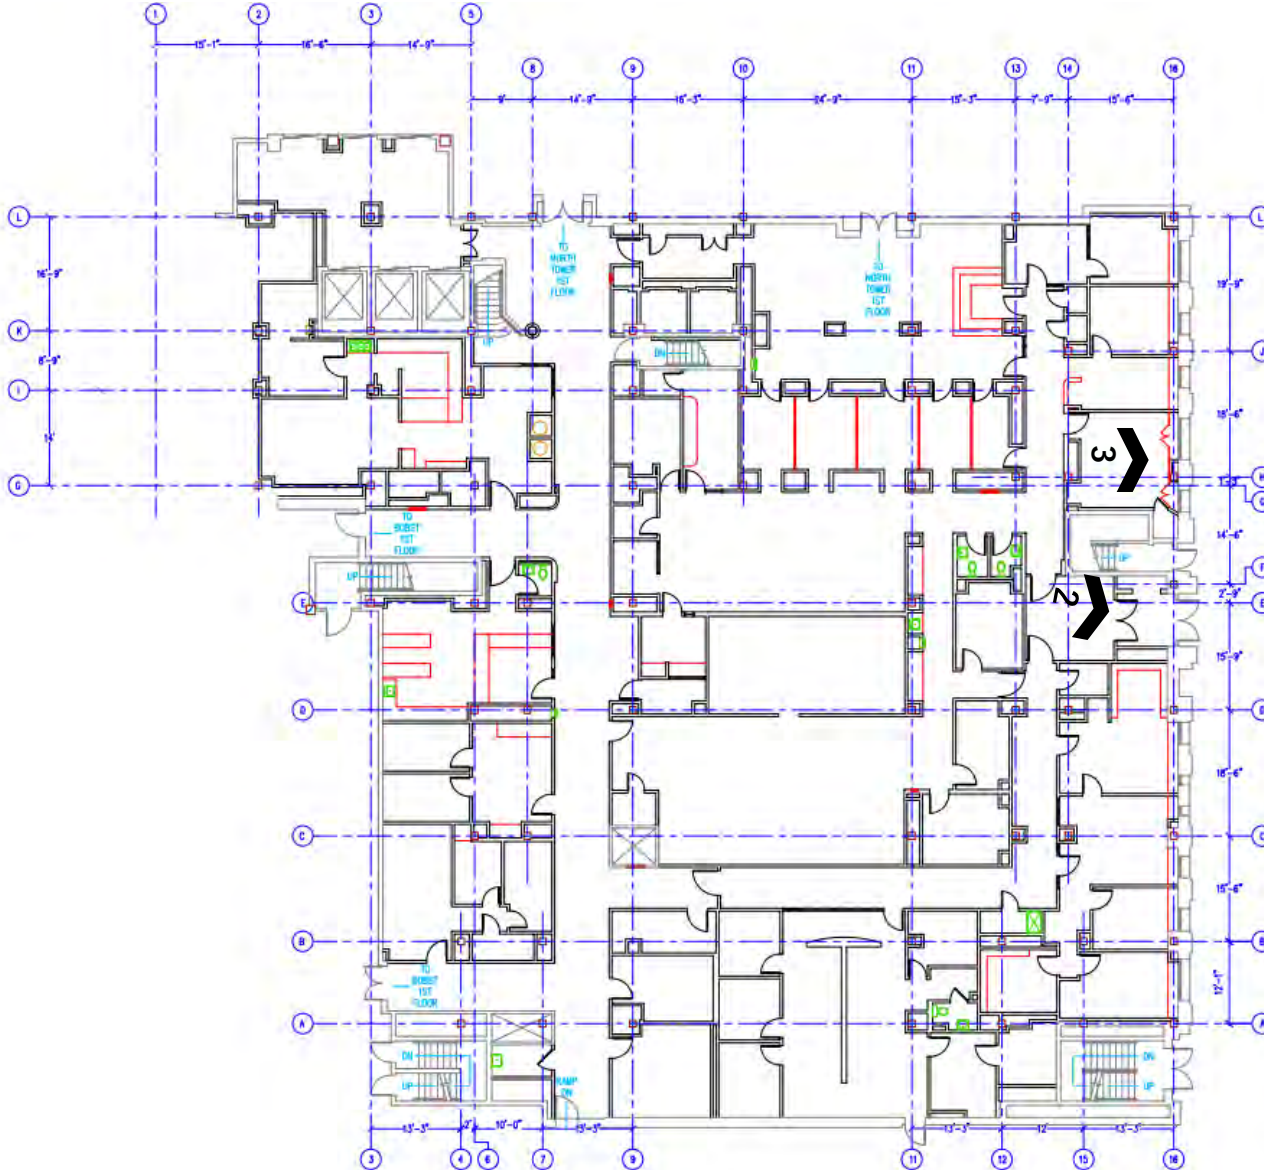 1 2 3 5
15'-1" 16'-6" 14'-9"
8 9 10 11 13 14 16
9' 14'-9" 16'-3" 24'-9" 15'-3" 7'-9" 15'-6"
L L
TO
NORTH
TOWER
1ST
FLOOR
TO
NORTH
TOWER
1ST
FLOOR
16'-9" 19'-9"
K
UP
DN
J
8'-9"
I
15'-6"
14'
3
G H
G
TO
BOBST
1ST
FLOOR
14'-6"
UP
UP
F
2
2'-9"
E E
15'-9"
D
18'-6"
C
15'-6"
B B
TO
BOBST
1ST
FLOOR
12'-1"
A A
DN DN
UP UP
RAMP
DN
13'-3" 2' 10'-0" 15'-3" 13'-3" 12' 13'-3"
3 4 6 7 9 11 12 15 16